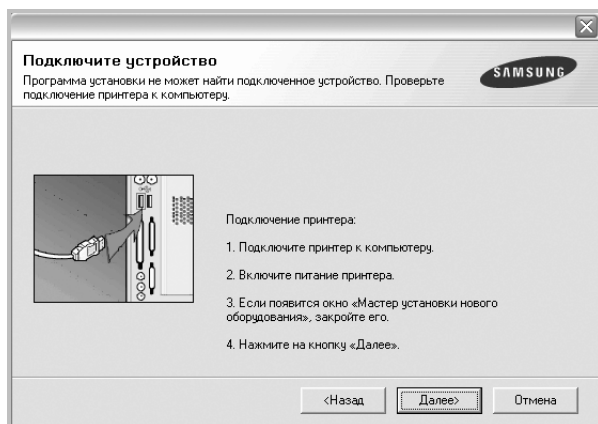 Подключите устройство
Программа установки не может найти подключенное устройство. Проверьте
подключение принтера к компьютеру.
SAMSUNG
Подключение принтера:
1. Подключите принтер к компьютеру.
2. Включите питание принтера.
3. Если появится окно «Мастер установки нового
оборудования», закройте его.
4. Нажмите на кнопку «Далее».
<Назад
Далее>
Отмена